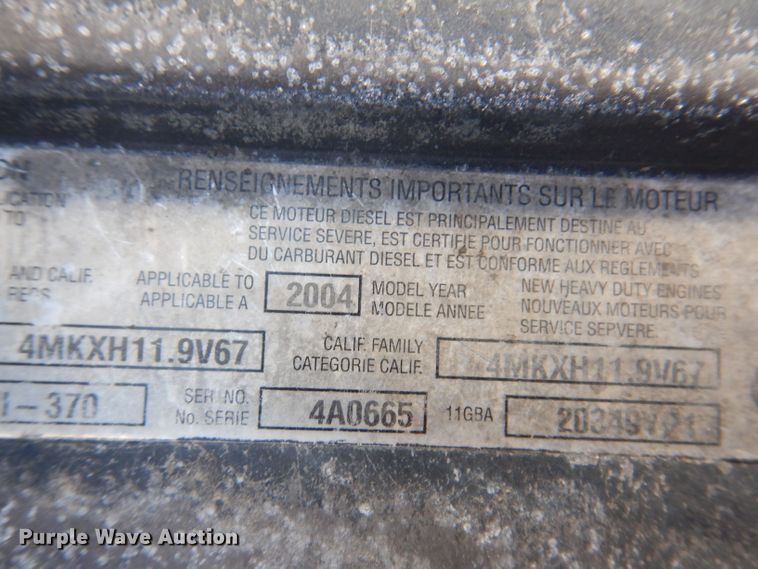 RENSEIGNEMENTS IMPORTANTS SUR LE MOTEUR
CE MOTEUR DIESEL EST PRINCIPALEMENT DESTINE AU
SERVICE SEVERE, EST CERTIFIE POUR FONCTIONNER AVEC
DU CARBURANT DIESEL ET EST CONFORME AUX REGLEMENTS
TO
AND CALIF. APPLICABLE TO 2004 MODEL YEAR NEW HEAVY DUTY ENGINES
REGS. APPLICABLE A MODELE ANNEE NOUVEAUX MOTEURS POUR
SERVICE SEPVERE.
4MKXH11.9V67 CALIF. FAMILY 4MKXH11.9V67
CATEGORIE CALIF.
-370 SER NO. 4A0665 11GBA
No. SERIE
Purple Wave Auction